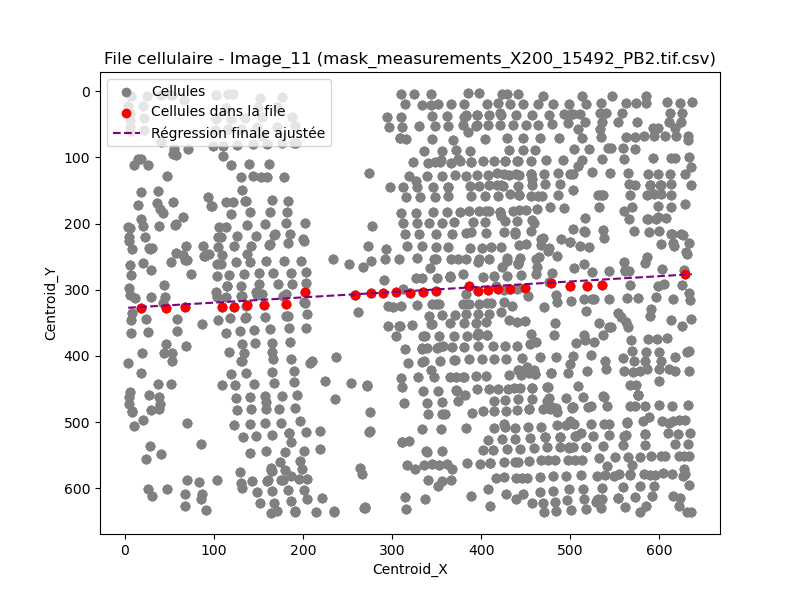 File cellulaire - Image_11 (mask_measurements_X200_15492_PB2.tif.csv)
Cellules
Cellules dans la file
Régression finale ajustée
Centroid_Y
0
100
200
300
400
500
600
0 100 200 300 400 500 600
Centroid_X